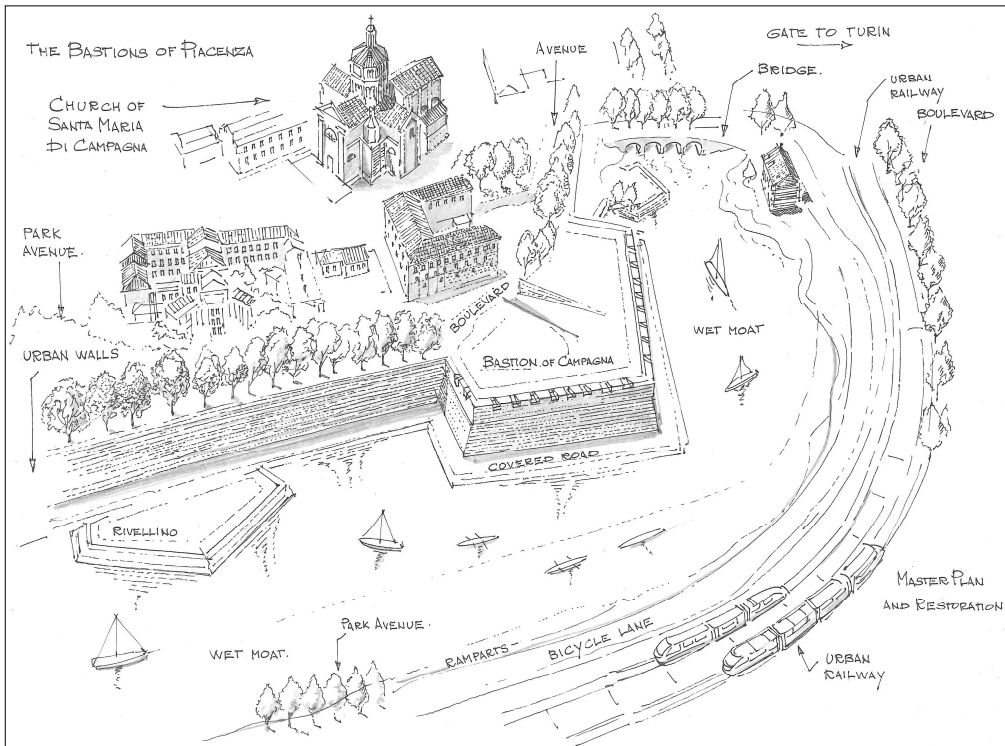 THE BASTIONS OF PIACENZA
GATE TO TURIN
AVENUE
BRIDGE.
URBAN
RAILWAY
BOULEVARD
CHURCH OF
SANTA MARIA
DI CAMPAGNA
PARK
AVENUE.
BOULEVARD
WET MOAT
URBAN WALLS
BASTION OF CAMPAGNA
COVERED ROAD
RIVELLINO
MASTER PLAN
AND RESTORATION
PARK AVENUE.
WET MOAT.
RAMPARTS-
BICYCLE LANE
URBAN
RAILWAY